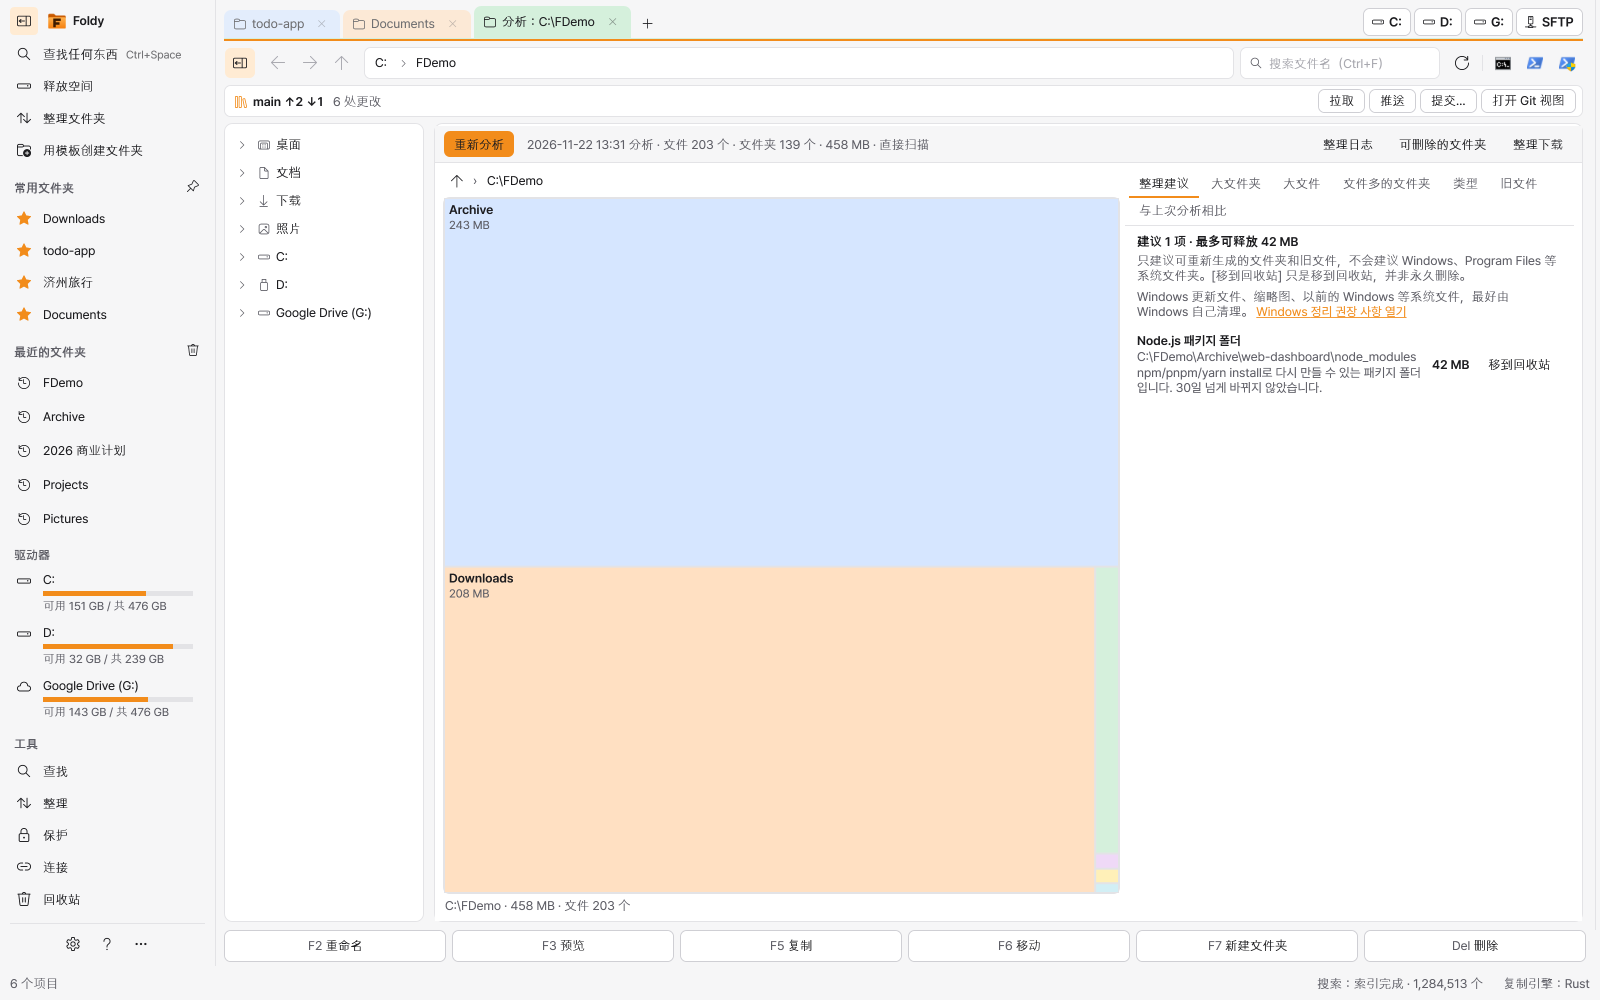 Foldy
查找任何东西 Ctrl+Space
释放空间
整理文件夹
用模板创建文件夹
常用文件夹
Downloads
todo-app
济州旅行
Documents
最近的文件夹
FDemo
Archive
2026 商业计划
Projects
Pictures
驱动器
C:
可用 151 GB / 共 476 GB
D:
可用 32 GB / 共 239 GB
Google Drive (G:)
可用 143 GB / 共 476 GB
工具
查找
整理
保护
连接
回收站
6 个项目
todo-app
Documents
分析：C:\FDemo
C:
D:
G:
SFTP
C: FDemo
搜索文件名（Ctrl+F）
main ↑2 ↓1 6 处更改
拉取
推送
提交...
打开 Git 视图
桌面
文档
下载
照片
C:
D:
Google Drive (G:)
重新分析
2026-11-22 13:31 分析 · 文件 203 个 · 文件夹 139 个 · 458 MB · 直接扫描
整理日志
可删除的文件夹
整理下载
C:\FDemo
Archive
243 MB
Downloads
208 MB
C:\FDemo · 458 MB · 文件 203 个
整理建议
大文件夹
大文件
文件多的文件夹
类型
旧文件
与上次分析相比
建议 1 项 · 最多可释放 42 MB
只建议可重新生成的文件夹和旧文件，不会建议 Windows、Program Files 等
系统文件夹。[移到回收站] 只是移到回收站，并非永久删除。
Windows 更新文件、缩略图、以前的 Windows 等系统文件，最好由
Windows 自己清理。 Windows 정리 권장 사항 열기
Node.js 패키지 폴더
C:\FDemo\Archive\web-dashboard\node_modules
npm/pnpm/yarn install로 다시 만들 수 있는 패키지 폴더
입니다. 30일 넘게 바뀌지 않았습니다.
42 MB
移到回收站
F2 重命名
F3 预览
F5 复制
F6 移动
F7 新建文件夹
Del 删除
搜索：索引完成 · 1,284,513 个
复制引擎：Rust